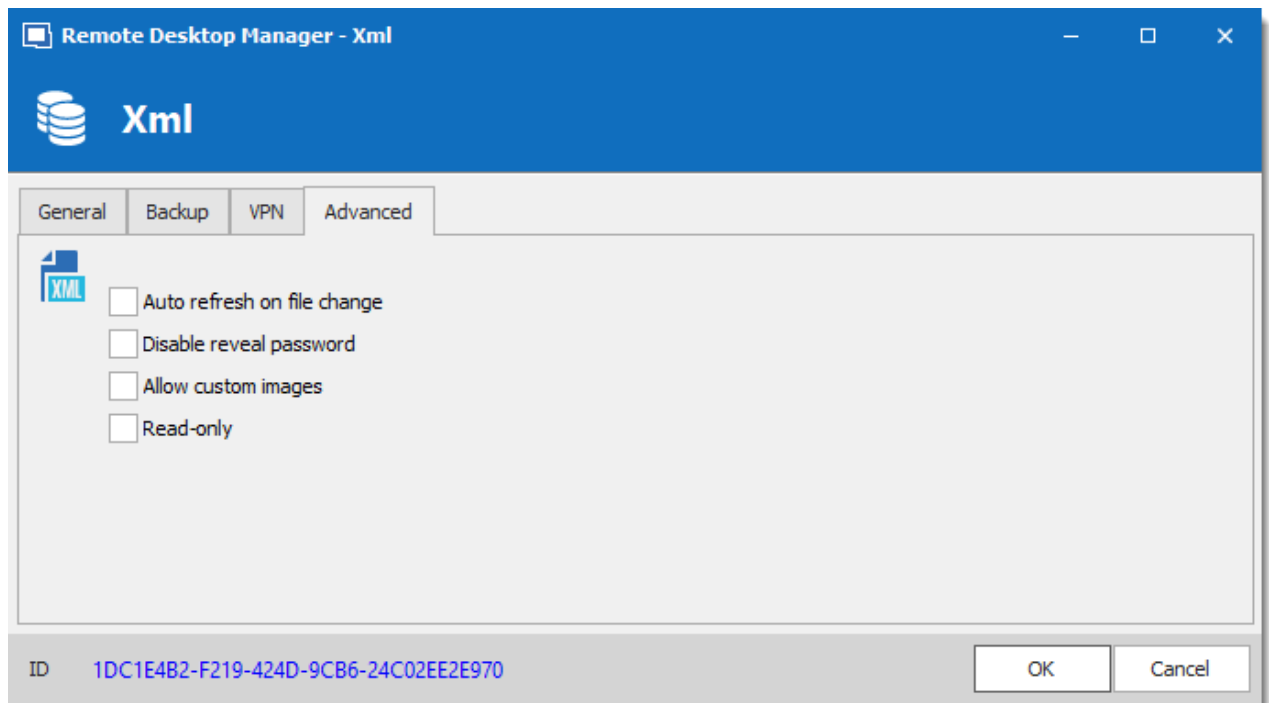 Remote Desktop Manager - Xml
Xml
General Backup VPN Advanced
XML
Auto refresh on file change
Disable reveal password
Allow custom images
Read-only
ID 1DC1E4B2-F219-424D-9CB6-24C02EE2E970 OK Cancel